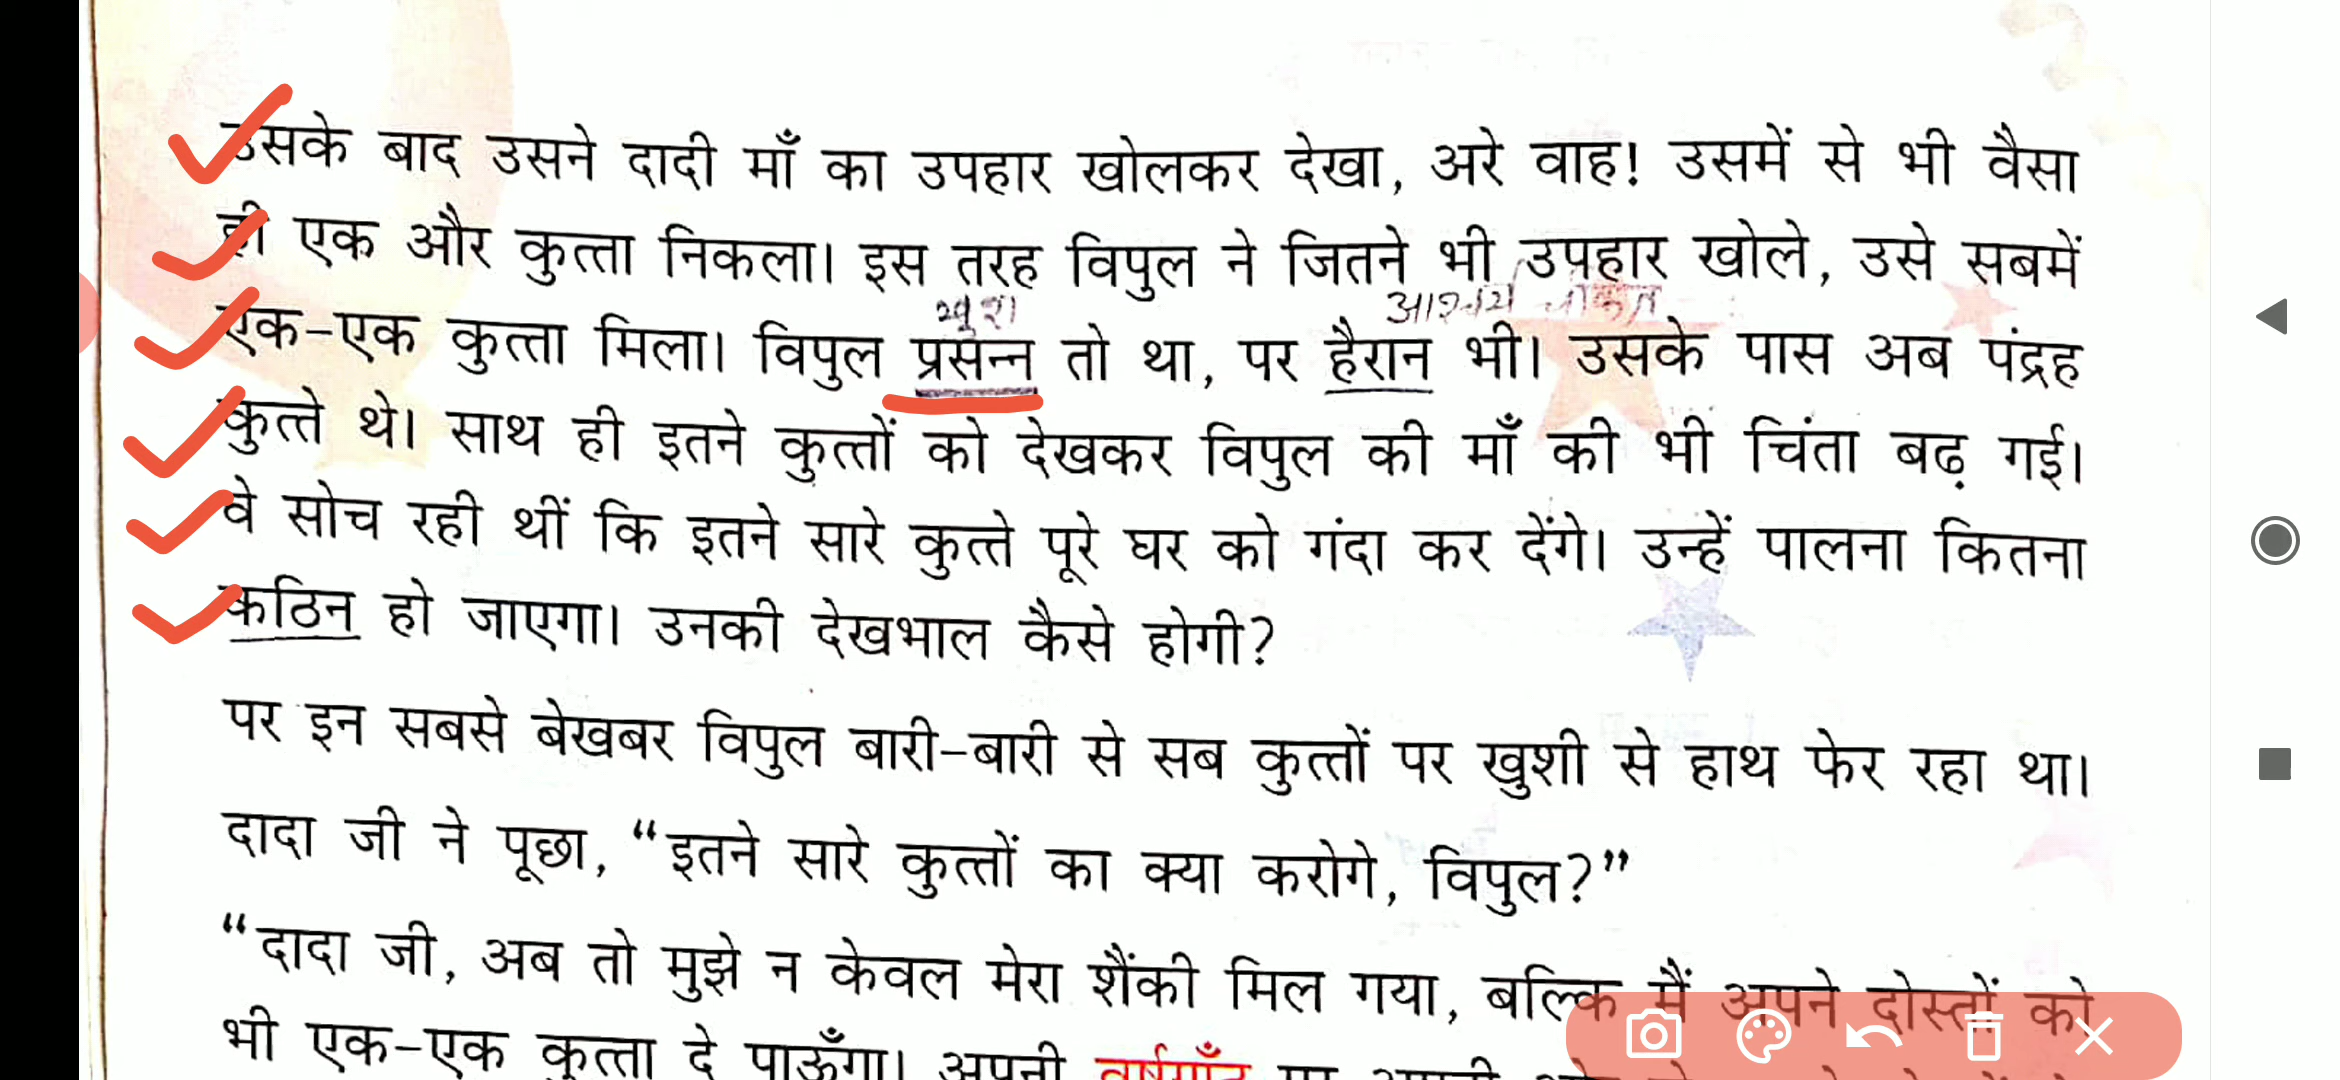 उसके बाद उसने दादी माँ का उपहार खोलकर देखा, अरे वाह! उसमें से भी वैसा
ही एक और कुत्ता निकला। इस तरह विपुल ने जितने भी उपहार खोले, उसे सबमें
खुश
एक-एक कुत्ता मिला। विपुल प्रसन्न तो था, पर हैरान भी। उसके पास अब पंद्रह
कुत्ते थे। साथ ही इतने कुत्तों को देखकर विपुल की माँ की भी चिंता बढ़ गई।
वे सोच रही थीं कि इतने सारे कुत्ते पूरे घर को गंदा कर देंगे। उन्हें पालना कितना
कठिन हो जाएगा। उनकी देखभाल कैसे होगी?
पर इन सबसे बेखबर विपुल बारी-बारी से सब कुत्तों पर खुशी से हाथ फेर रहा था।
दादा जी ने पूछा, “इतने सारे कुत्तों का क्या करोगे, विपुल?”
“दादा जी, अब तो मुझे न केवल मेरा शैंकी मिल गया, बल्कि मैं अपने दोस्तों को
भी एक-एक कुत्ता दे पाऊँगा। अपनी वर्षगाँठ पर अपनी